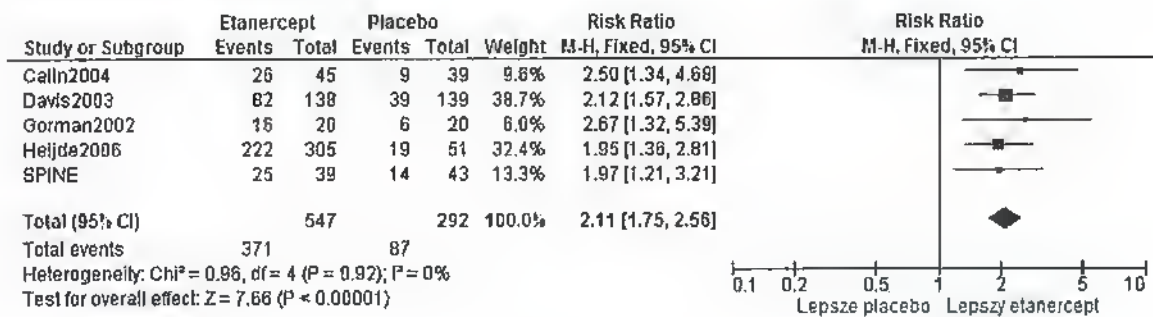 Etanercept Placebo Risk Ratio Risk Ratio
Study or Subgroup Events Total Events Total Weight M-H, Fixed, 95% CI M-H, Fixed, 95% CI
Calin2004 26 45 9 39 9.6% 2.50 [1.34, 4.68]
Davis2003 82 138 39 139 38.7% 2.12 [1.57, 2.86]
Gorman2002 16 20 6 20 6.0% 2.67 [1.32, 5.39]
Heijde2006 222 305 19 51 32.4% 1.95 [1.36, 2.81]
SPINE 25 39 14 43 13.3% 1.97 [1.21, 3.21]
Total (95% CI) 547 292 100.0% 2.11 [1.75, 2.56]
Total events 371 87
Heterogeneity: Chi² = 0.96, df = 4 (P = 0.92); I² = 0%
Test for overall effect: Z = 7.66 (P < 0.00001)
0.1 0.2 0.5 1 2 5 10
Lepsze placebo Lepszy etanercept